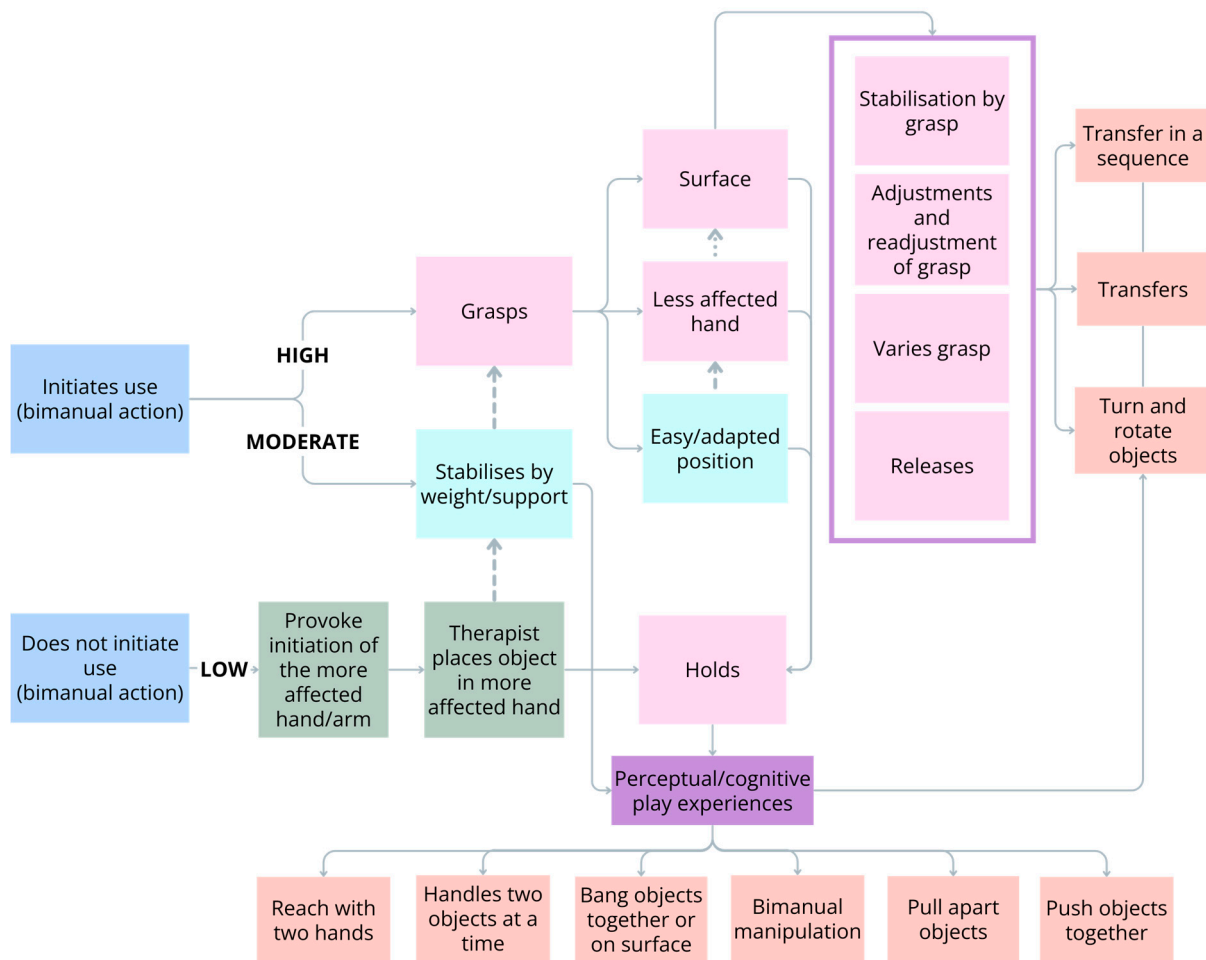 Initiates use
(bimanual action)
HIGH
MODERATE
Grasps
Stabilises by
weight/support
Surface
Less affected
hand
Easy/adapted
position
Stabilisation by
grasp
Adjustments
and
readjustment
of grasp
Varies grasp
Releases
Transfer in a
sequence
Transfers
Turn and
rotate
objects
Does not initiate
use
(bimanual action)
LOW
Provoke
initiation of
the more
affected
hand/arm
Therapist
places object
in more
affected hand
Holds
Perceptual/cognitive
play experiences
Reach with
two hands
Handles two
objects at a
time
Bang objects
together or
on surface
Bimanual
manipulation
Pull apart
objects
Push objects
together